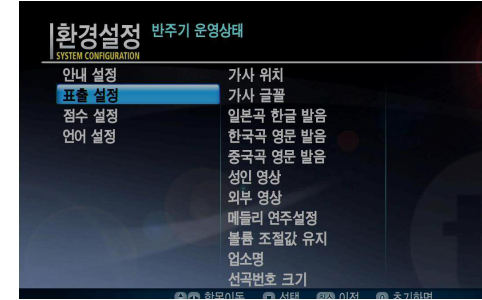 환경설정 반주기 운영상태
SYSTEM CONFIGURATION
안내 설정
표출 설정
점수 설정
언어 설정
가사 위치
가사 글꼴
일본곡 한글 발음
한국곡 영문 발음
중국곡 영문 발음
성인 영상
외부 영상
메들리 연주설정
볼륨 조절값 유지
업소명
선곡번호 크기
항목이동 선택 이전 초기화면